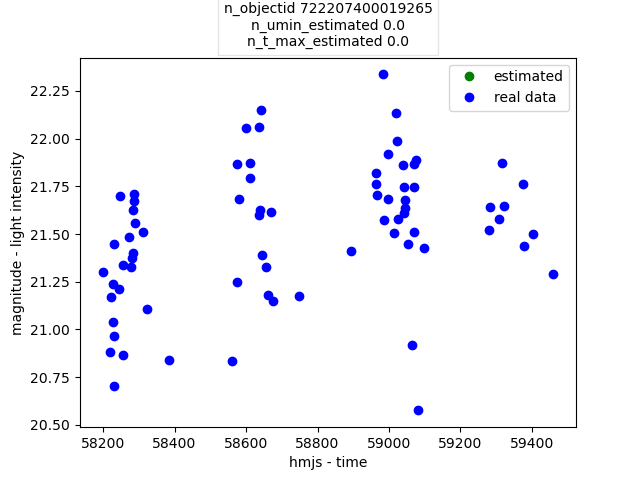 n_objectid 722207400019265
n_umin_estimated 0.0
n_t_max_estimated 0.0
estimated
real data
magnitude - light intensity
22.25
22.00
21.75
21.50
21.25
21.00
20.75
20.50
58200 58400 58600 58800 59000 59200 59400
hmjs - time